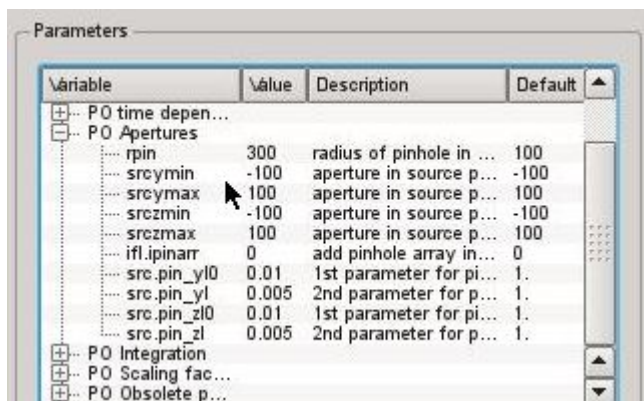 Parameters
Variable Value Description Default
PO time depen...
PO Apertures
rpin 300 radius of pinhole in ... 100
srcymin -100 aperture in source p... -100
srcymax 100 aperture in source p... 100
srczmin -100 aperture in source p... -100
srczmax 100 aperture in source p... 100
ifl.ipinarr 0 add pinhole array in... 0
src.pin_yl0 0.01 1st parameter for pi... 1.
src.pin_yl 0.005 2nd parameter for p... 1.
src.pin_zl0 0.01 1st parameter for pi... 1.
src.pin_zl 0.005 2nd parameter for p... 1.
PO Integration
PO Scaling fac...
PO Obsolete p...